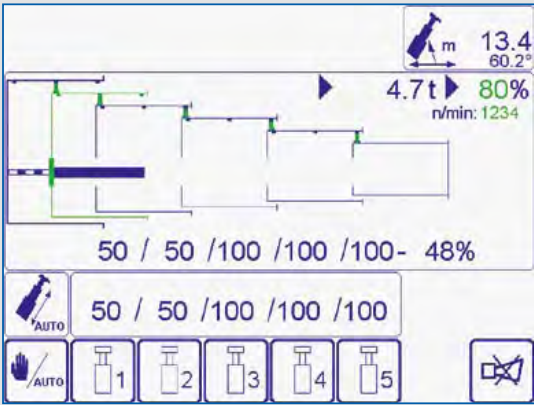 m 13.4
60.2°
4.7t 80%
n/min: 1234
50 / 50 /100 /100 /100- 48%
AUTO 50 / 50 /100 /100 /100
AUTO 1 2 3 4 5